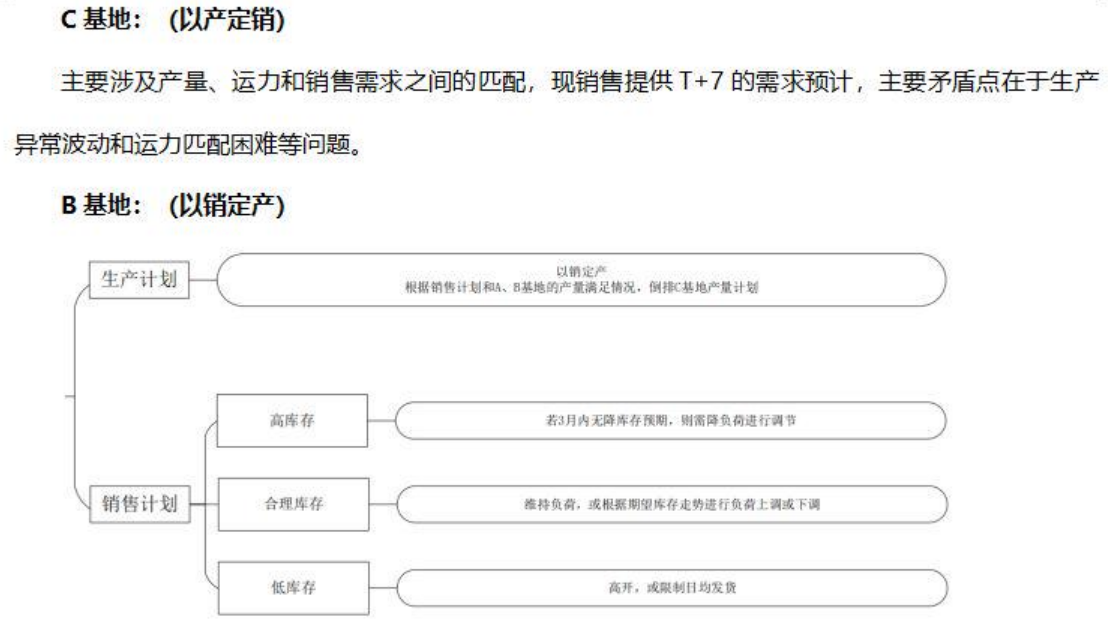 C 基地：（以产定销）
主要涉及产量、运力和销售需求之间的匹配，现销售提供 T+7 的需求预计，主要矛盾点在于生产
异常波动和运力匹配困难等问题。
B 基地：（以销定产）
生产计划
以销定产
根据销售计划和A、B基地的产量满足情况，倒排C基地产量计划
高库存
若3月内无降库存预期，则需降负荷进行调节
销售计划
合理库存
维持负荷，或根据期望库存走势进行负荷上调或下调
低库存
高开，或限制日均发货